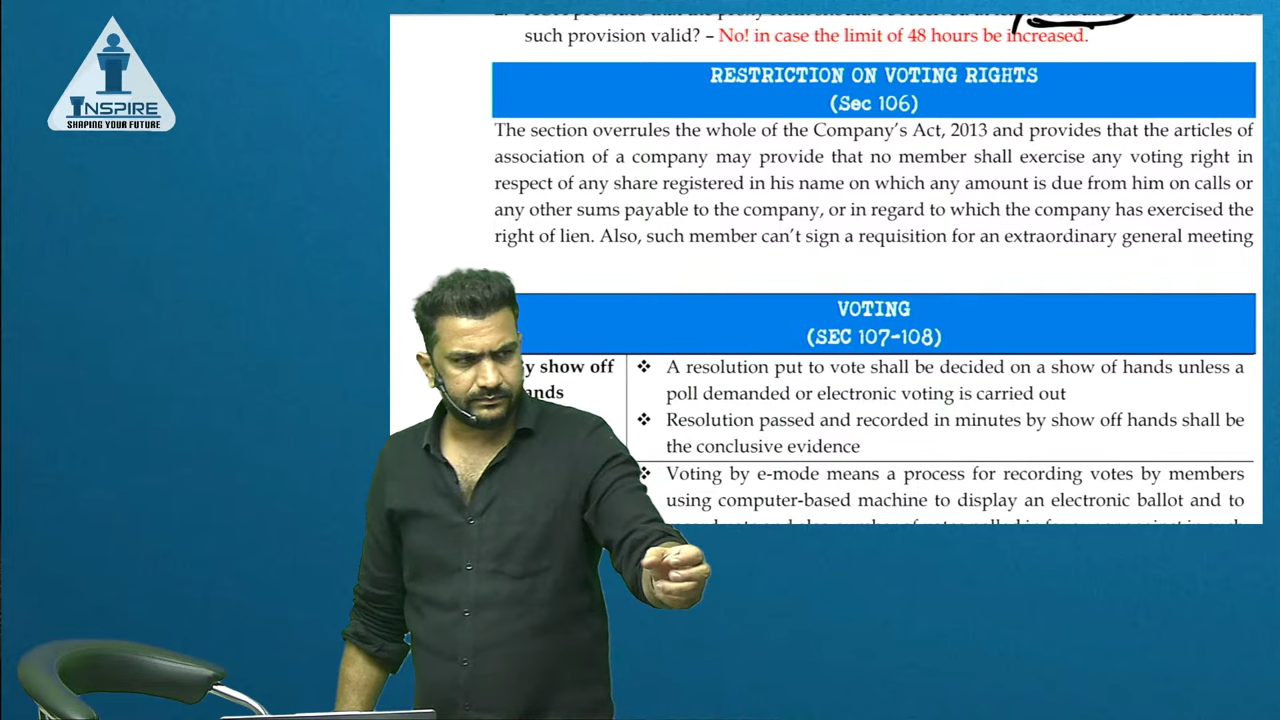 INSPIRE
SHAPING YOUR FUTURE
such provision valid? – No! in case the limit of 48 hours be increased.
RESTRICTION ON VOTING RIGHTS
(Sec 106)
The section overrules the whole of the Company's Act, 2013 and provides that the articles of
association of a company may provide that no member shall exercise any voting right in
respect of any share registered in his name on which any amount is due from him on calls or
any other sums payable to the company, or in regard to which the company has exercised the
right of lien. Also, such member can't sign a requisition for an extraordinary general meeting
VOTING
(SEC 107-108)
y show off
ands
❖ A resolution put to vote shall be decided on a show of hands unless a
poll demanded or electronic voting is carried out
❖ Resolution passed and recorded in minutes by show off hands shall be
the conclusive evidence
❖ Voting by e-mode means a process for recording votes by members
using computer-based machine to display an electronic ballot and to